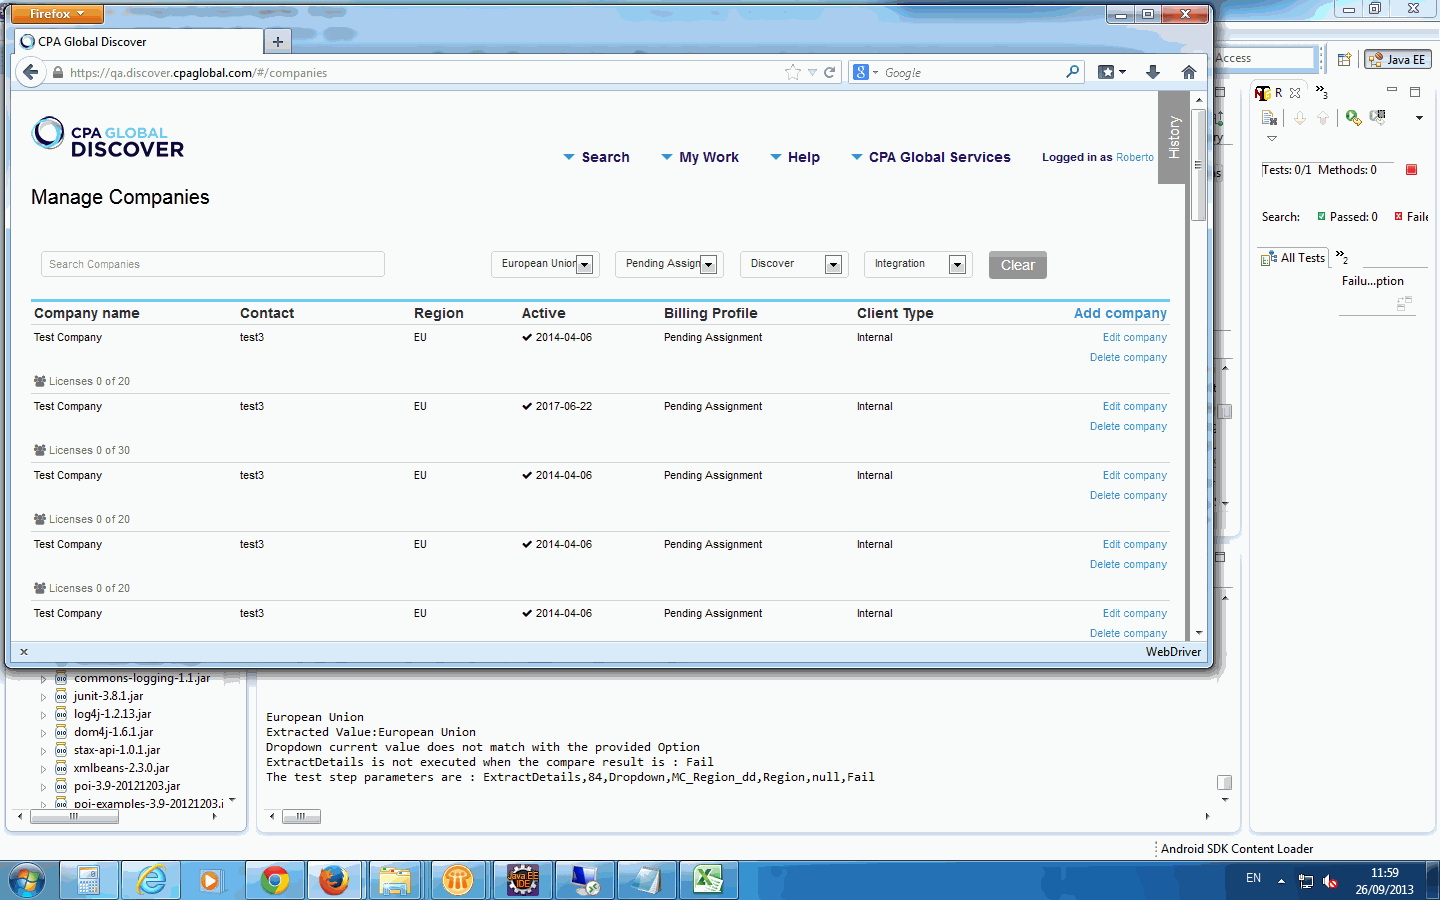 Firefox
CPA Global Discover
https://qa.discover.cpaglobal.com/#/companies
Google
Access
Java EE
CPA GLOBAL
DISCOVER
Search
My Work
Help
CPA Global Services
Logged in as Roberto
History
Manage Companies
Search Companies
European Union
Pending Assign
Discover
Integration
Clear
Company name Contact Region Active Billing Profile Client Type Add company
Test Company test3 EU 2014-04-06 Pending Assignment Internal Edit company
Delete company
Licenses 0 of 20
Test Company test3 EU 2017-06-22 Pending Assignment Internal Edit company
Delete company
Licenses 0 of 30
Test Company test3 EU 2014-04-06 Pending Assignment Internal Edit company
Delete company
Licenses 0 of 20
Test Company test3 EU 2014-04-06 Pending Assignment Internal Edit company
Delete company
Licenses 0 of 20
Test Company test3 EU 2014-04-06 Pending Assignment Internal Edit company
Delete company
WebDriver
R
3
Tests: 0/1 Methods: 0
Search: Passed: 0 Faile
All Tests
2
Failu...ption
commons-logging-1.1.jar
junit-3.8.1.jar
log4j-1.2.13.jar
dom4j-1.6.1.jar
stax-api-1.0.1.jar
xmlbeans-2.3.0.jar
poi-3.9-20121203.jar
poi-examples-3.9-20121203.j
European Union
Extracted Value:European Union
Dropdown current value does not match with the provided Option
ExtractDetails is not executed when the compare result is : Fail
The test step parameters are : ExtractDetails,84,Dropdown,MC_Region_dd,Region,null,Fail
Android SDK Content Loader
Java EE
IDE
EN
11:59
26/09/2013